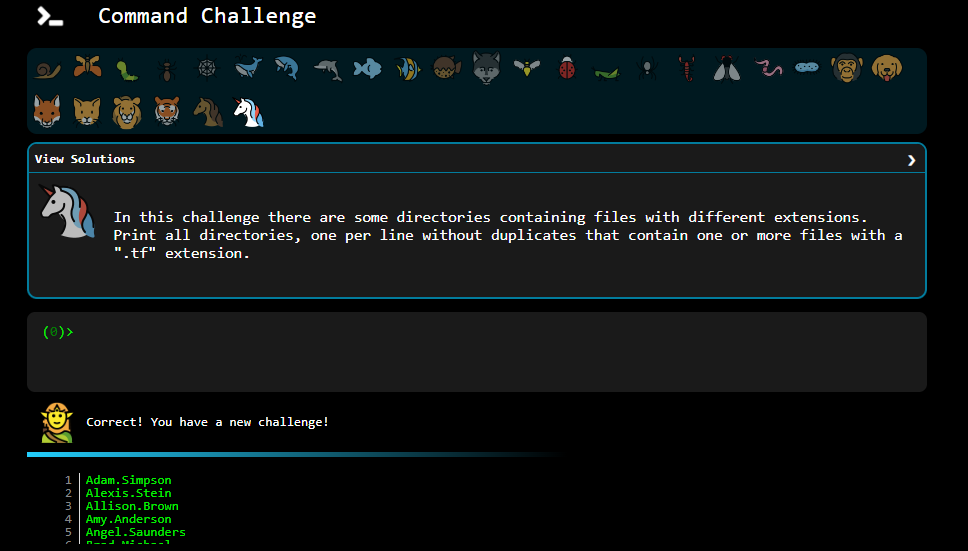 Command Challenge
View Solutions
In this challenge there are some directories containing files with different extensions.
Print all directories, one per line without duplicates that contain one or more files with a
".tf" extension.
(0)>
Correct! You have a new challenge!
1 Adam.Simpson
2 Alexis.Stein
3 Allison.Brown
4 Amy.Anderson
5 Angel.Saunders